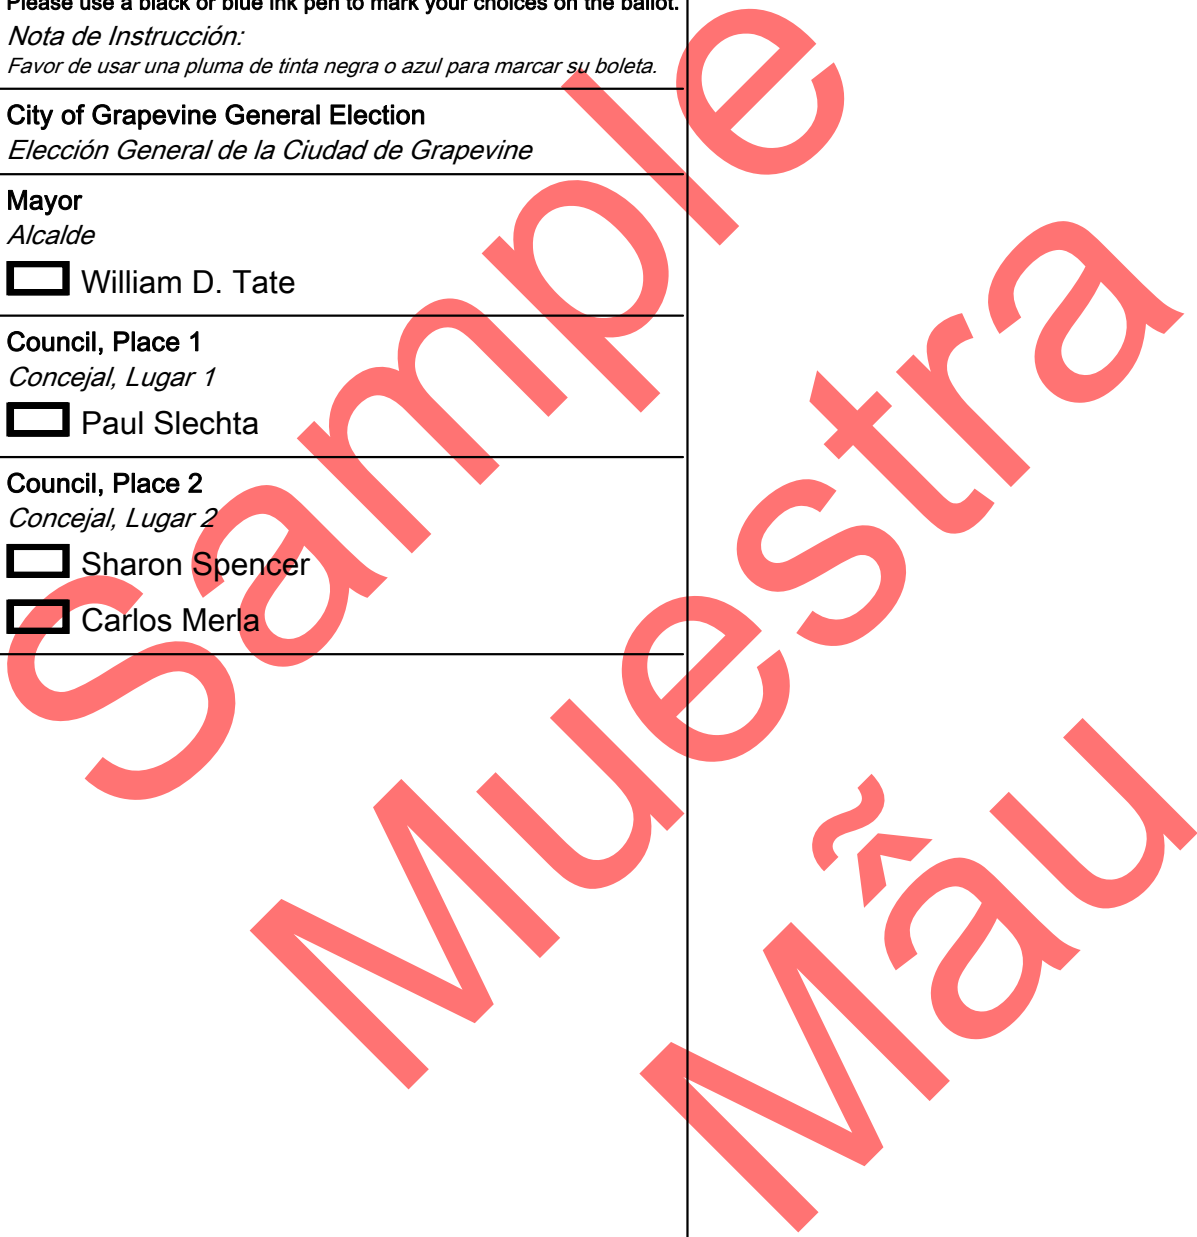 Please use a black or blue ink pen to mark your choices on the ballot.
Nota de Instrucción:
Favor de usar una pluma de tinta negra o azul para marcar su boleta.
City of Grapevine General Election
Elección General de la Ciudad de Grapevine
Mayor
Alcalde
William D. Tate
Council, Place 1
Concejal, Lugar 1
Paul Slechta
Council, Place 2
Concejal, Lugar 2
Sharon Spencer
Carlos Merla
Sample
Muestra
Mẫu